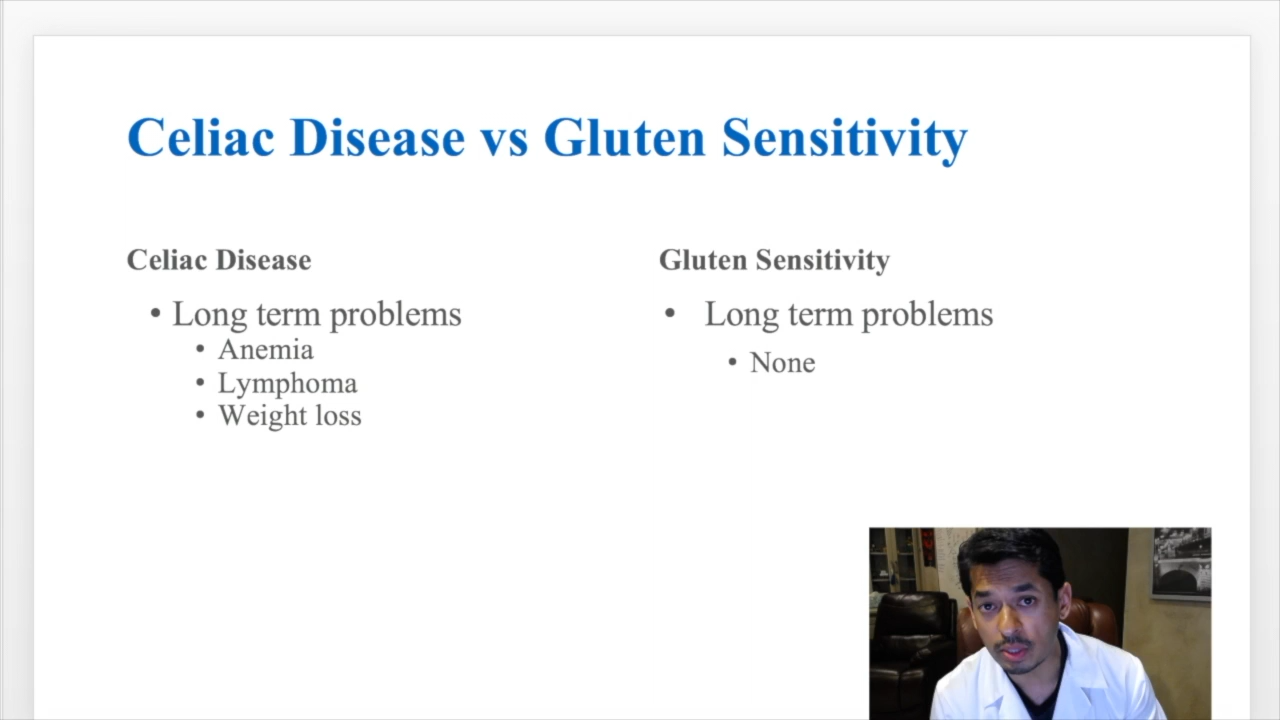 Celiac Disease vs Gluten Sensitivity
Celiac Disease
• Long term problems
• Anemia
• Lymphoma
• Weight loss
Gluten Sensitivity
• Long term problems
• None